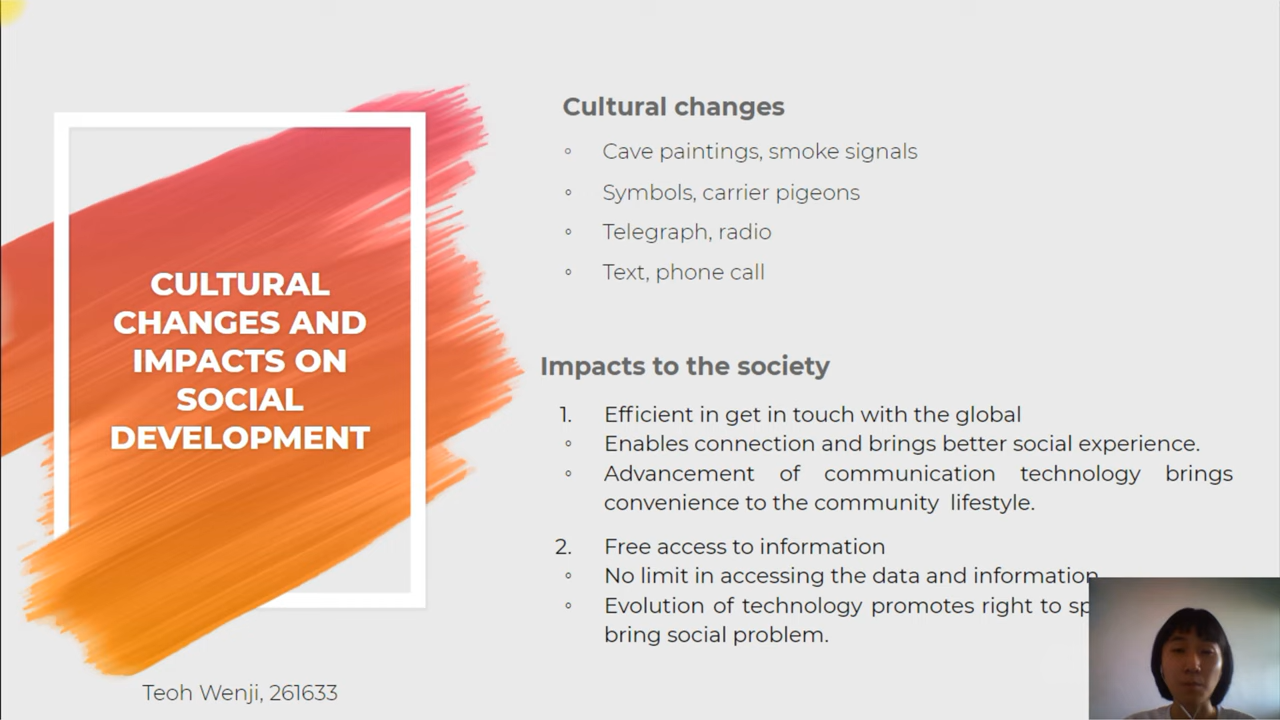 CULTURAL
CHANGES AND
IMPACTS ON
SOCIAL
DEVELOPMENT
Teoh Wenji, 261633
Cultural changes
◦ Cave paintings, smoke signals
◦ Symbols, carrier pigeons
◦ Telegraph, radio
◦ Text, phone call
Impacts to the society
1. Efficient in get in touch with the global
◦ Enables connection and brings better social experience.
◦ Advancement of communication technology brings
convenience to the community lifestyle.
2. Free access to information
◦ No limit in accessing the data and information
◦ Evolution of technology promotes right to
bring social problem.